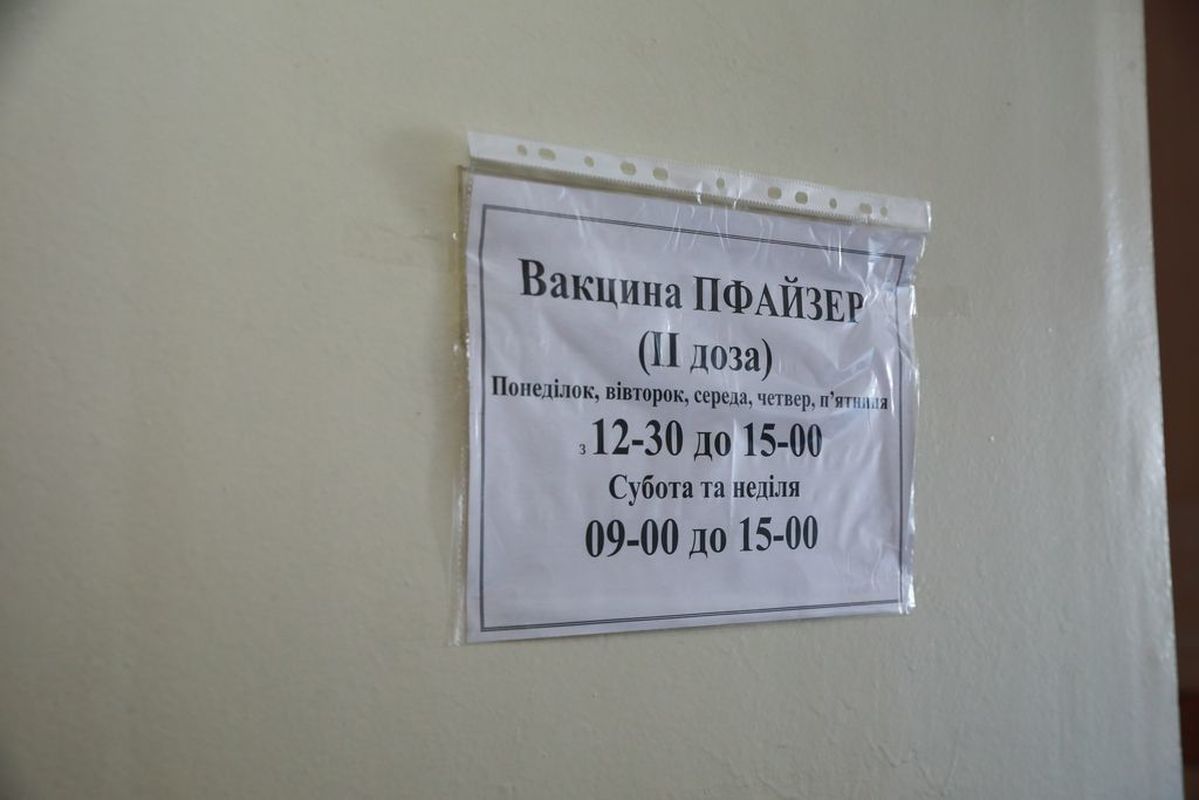 Вакцина ПФАЙЗЕР
(II доза)
Понеділок, вівторок, середа, четвер, п’ятниця
з 12-30 до 15-00
Субота та неділя
09-00 до 15-00